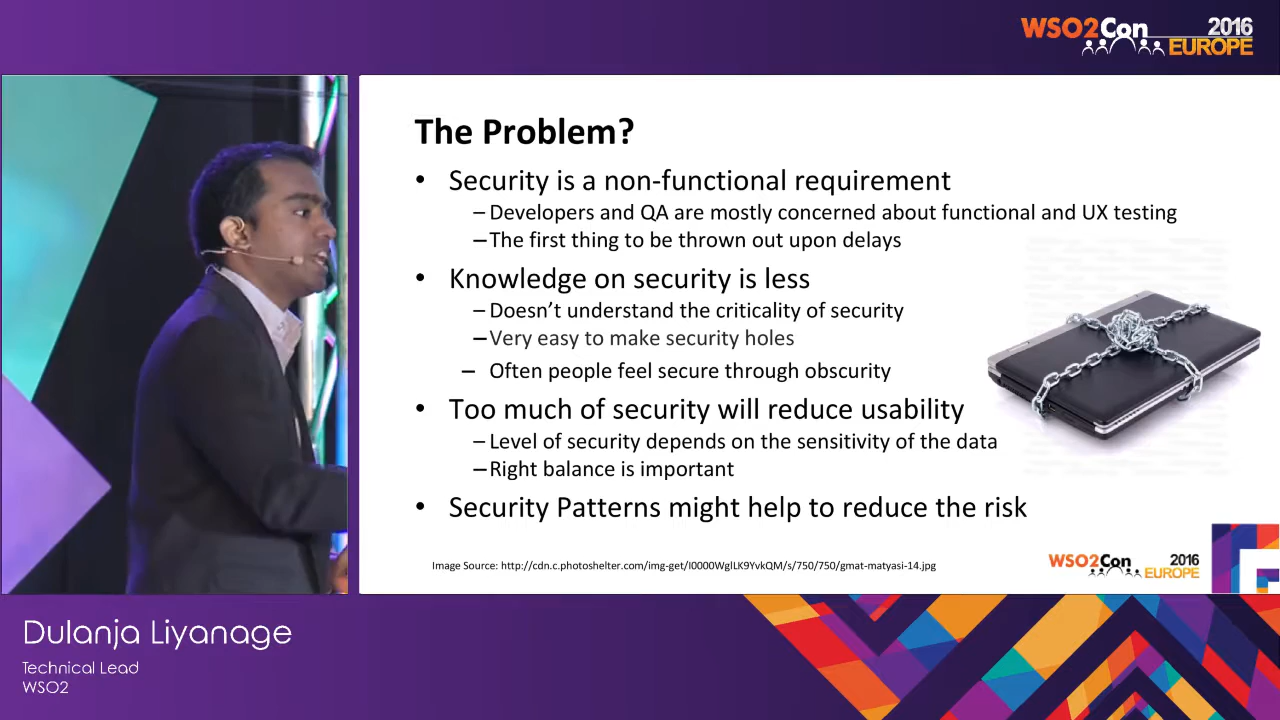 WSO2Con 2016
EUROPE
The Problem?
• Security is a non-functional requirement
– Developers and QA are mostly concerned about functional and UX testing
– The first thing to be thrown out upon delays
• Knowledge on security is less
– Doesn’t understand the criticality of security
– Very easy to make security holes
– Often people feel secure through obscurity
• Too much of security will reduce usability
– Level of security depends on the sensitivity of the data
– Right balance is important
• Security Patterns might help to reduce the risk
Image Source: http://cdn.c.photoshelter.com/img-get/I0000WglLK9YvkQM/s/750/750/gmat-matyasi-14.jpg
WSO2Con 2016
EUROPE
Dulanja Liyanage
Technical Lead
WSO2